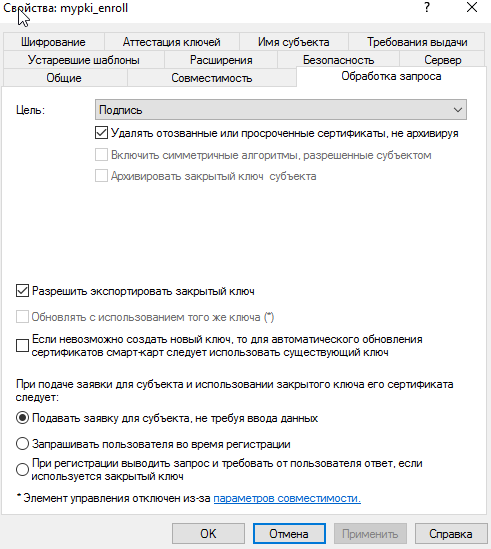 Свойства: mypki_enroll
Шифрование
Аттестация ключей
Имя субъекта
Требования выдачи
Устаревшие шаблоны
Расширения
Безопасность
Сервер
Общие
Совместимость
Обработка запроса
Цель:
Подпись
Удалять отозванные или просроченные сертификаты, не архивируя
Включить симметричные алгоритмы, разрешенные субъектом
Архивировать закрытый ключ субъекта
Разрешить экспортировать закрытый ключ
Обновлять с использованием того же ключа (*)
Если невозможно создать новый ключ, то для автоматического обновления
сертификатов смарт-карт следует использовать существующий ключ
При подаче заявки для субъекта и использовании закрытого ключа его сертификата
следует:
Подавать заявку для субъекта, не требуя ввода данных
Запрашивать пользователя во время регистрации
При регистрации выводить запрос и требовать от пользователя ответ, если
используется закрытый ключ
* Элемент управления отключен из-за параметров совместимости.
OK
Отмена
Применить
Справка